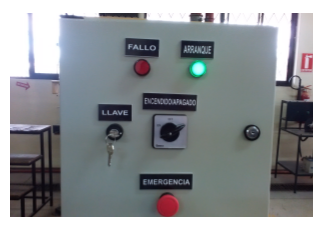 FALLO
ARRANQUE
ENCENDIDO/APAGADO
LLAVE
EMERGENCIA